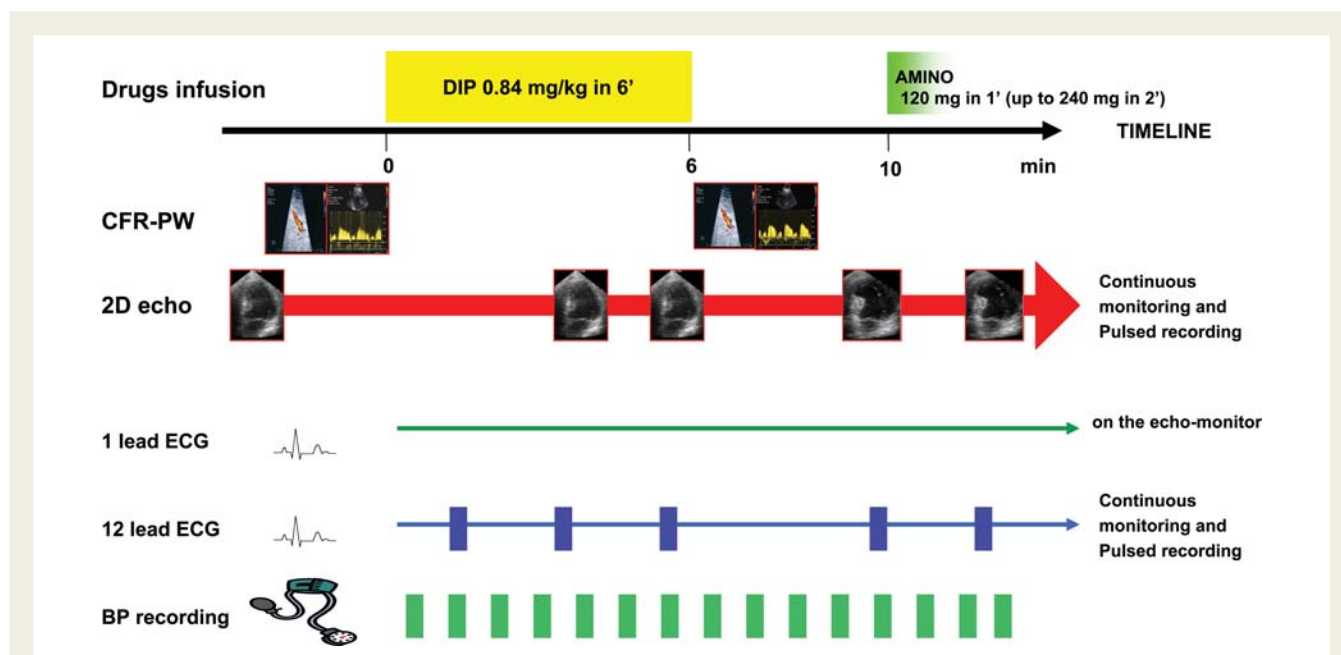 Drugs infusion
DIP 0.84 mg/kg in 6’
AMINO
120 mg in 1’ (up to 240 mg in 2’)
TIMELINE
0
6
10
min
CFR-PW
2D echo
Continuous
monitoring and
Pulsed recording
1 lead ECG
on the echo-monitor
12 lead ECG
Continuous
monitoring and
Pulsed recording
BP recording